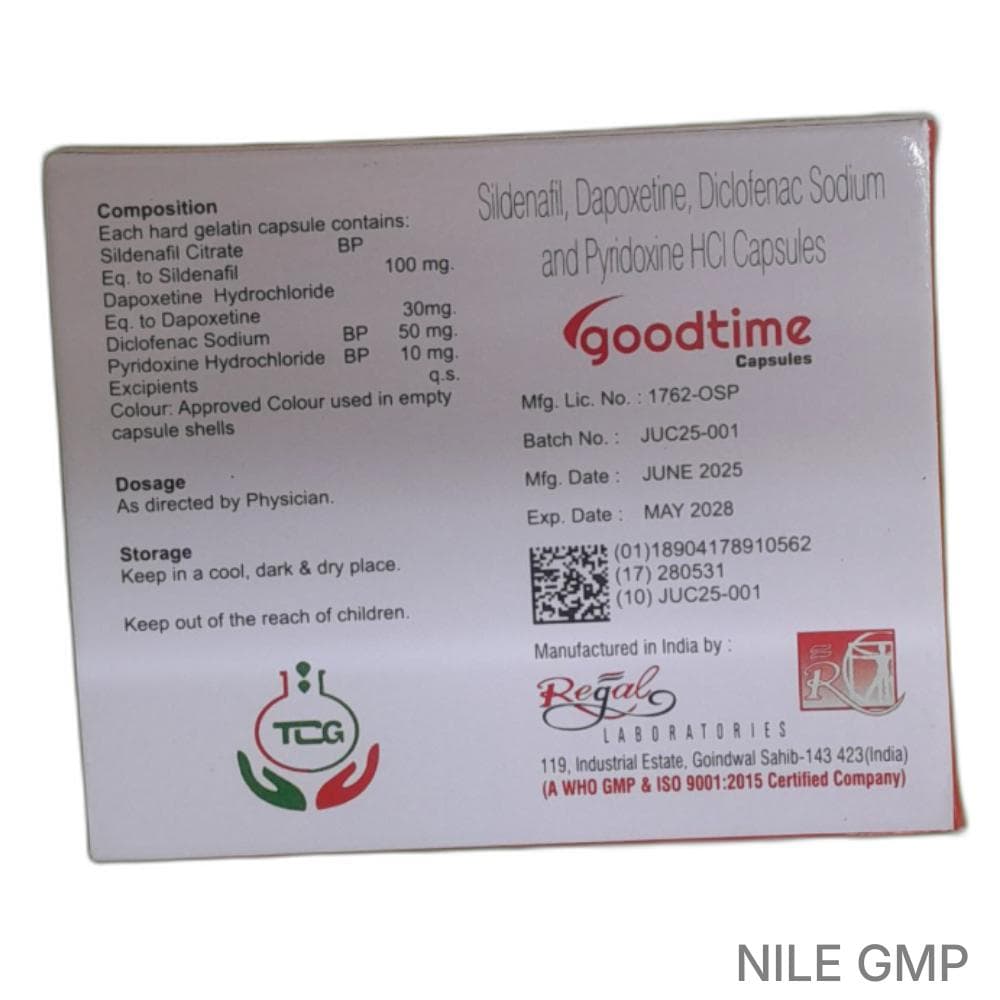 Composition
Each hard gelatin capsule contains:
Sildenafil Citrate BP
Eq. to Sildenafil 100 mg.
Dapoxetine Hydrochloride
Eq. to Dapoxetine 30mg.
Diclofenac Sodium BP 50 mg.
Pyridoxine Hydrochloride BP 10 mg.
Excipients q.s.
Colour: Approved Colour used in empty
capsule shells
Dosage
As directed by Physician.
Storage
Keep in a cool, dark & dry place.
Keep out of the reach of children.
TCG
Sildenafil, Dapoxetine, Diclofenac Sodium
and Pyridoxine HCl Capsules
goodtime
Capsules
Mfg. Lic. No. : 1762-OSP
Batch No. : JUC25-001
Mfg. Date : JUNE 2025
Exp. Date : MAY 2028
(01)18904178910562
(17) 280531
(10) JUC25-001
Manufactured in India by :
Regal
LABORATORIES
R
119, Industrial Estate, Goindwal Sahib-143 423(India)
(A WHO GMP & ISO 9001:2015 Certified Company)
NILE GMP